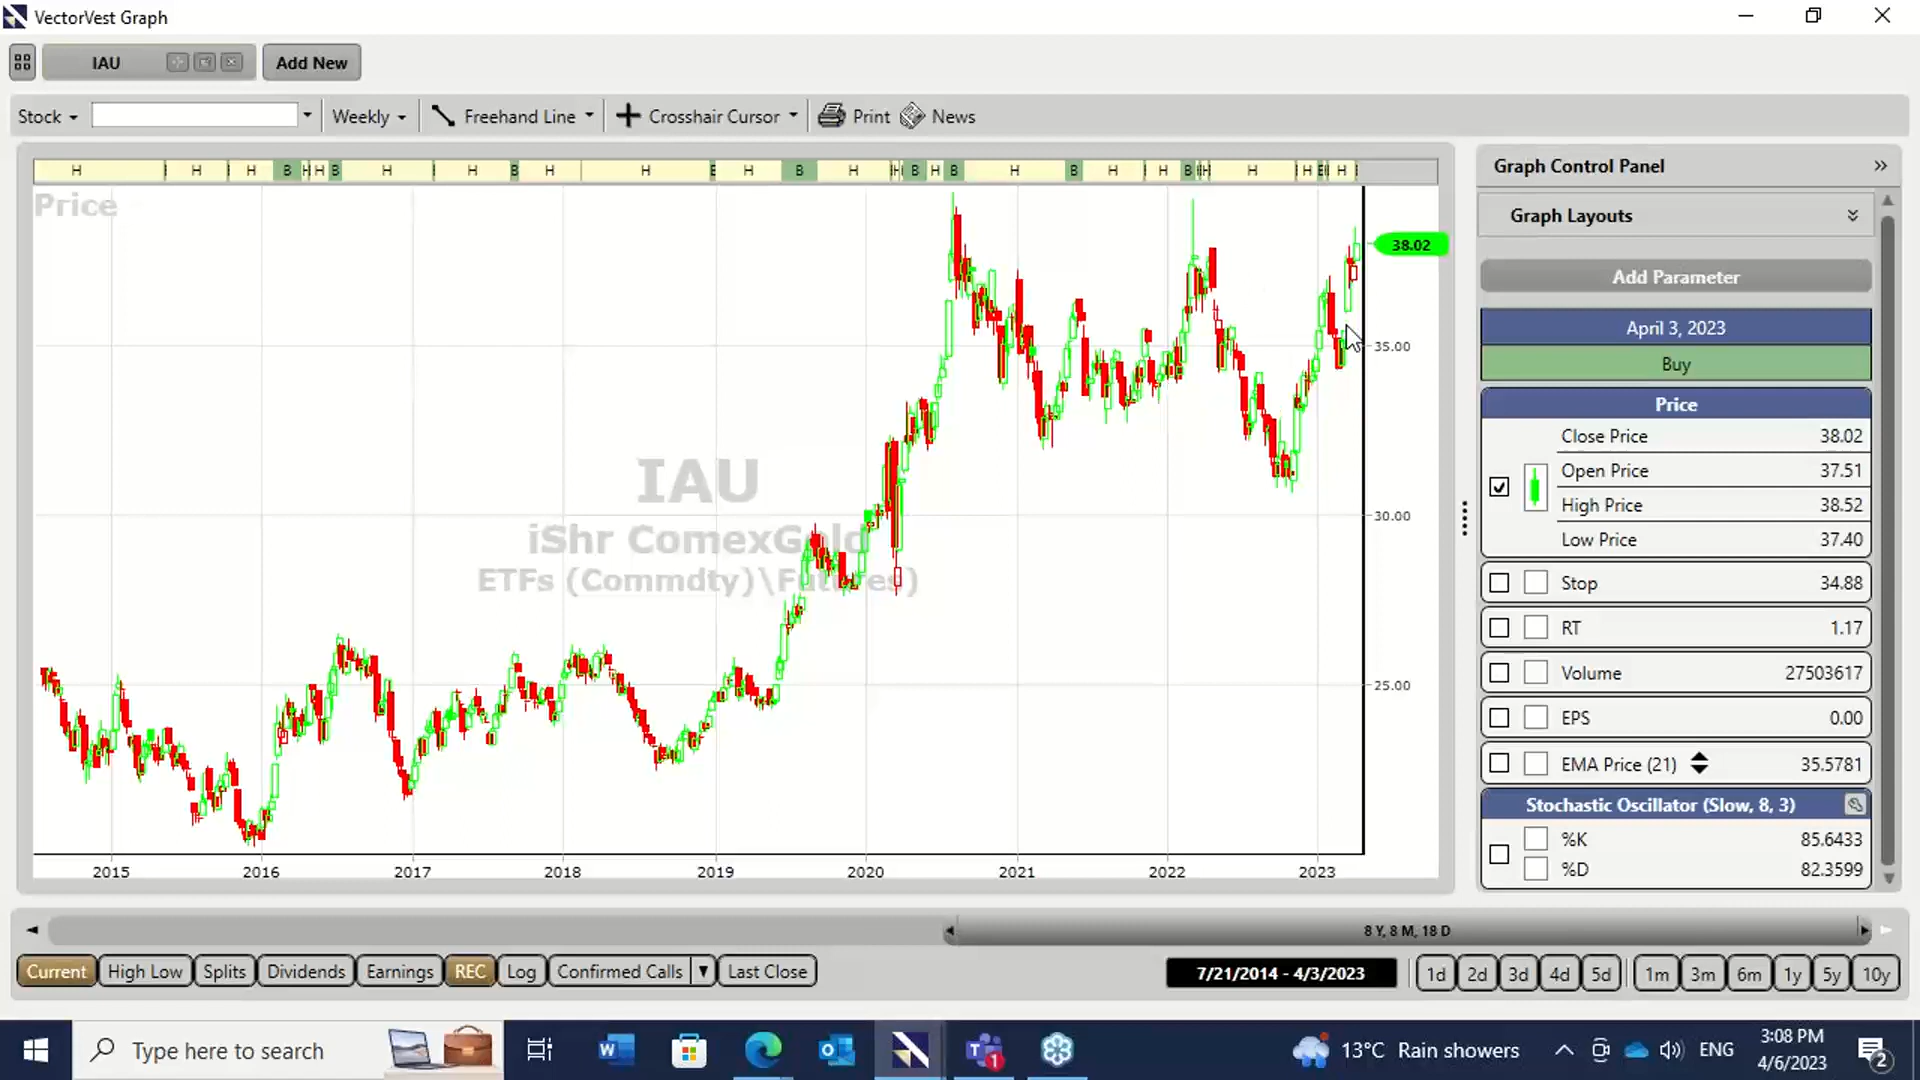 VectorVest Graph
IAU
Add New
Stock
Weekly
Freehand Line
Crosshair Cursor
Print
News
H H H B H H B H H B H H B H B H B H B H B H H B H H
Price
IAU
iShr ComexGold
ETFs (Commdty)\Futures)
38.02
35.00
30.00
25.00
2015 2016 2017 2018 2019 2020 2021 2022 2023
Graph Control Panel
Graph Layouts
Add Parameter
April 3, 2023
Buy
Price
Close Price 38.02
Open Price 37.51
High Price 38.52
Low Price 37.40
Stop 34.88
RT 1.17
Volume 27503617
EPS 0.00
EMA Price (21) 35.5781
Stochastic Oscillator (Slow, 8, 3)
%K 85.6433
%D 82.3599
8 Y, 8 M, 18 D
Current High Low Splits Dividends Earnings REC Log Confirmed Calls Last Close 7/21/2014 - 4/3/2023 1d 2d 3d 4d 5d 1m 3m 6m 1y 5y 10y
Type here to search
1
13°C Rain showers
ENG
3:08 PM
4/6/2023
2